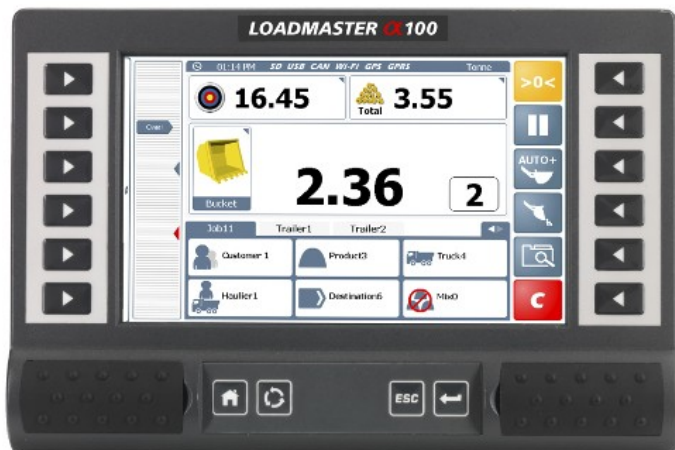 LOADMASTER α100
01:14 PM SD USB CAN WI-FI GPS GPRS Tonne
>0<
16.45
Total 3.55
Over
AUTO+
Bucket
2.36
2
Job11 Trailer1 Trailer2
Customer 1 Product3 Truck4
Haulier1 Destination6 Mix0
C
ESC